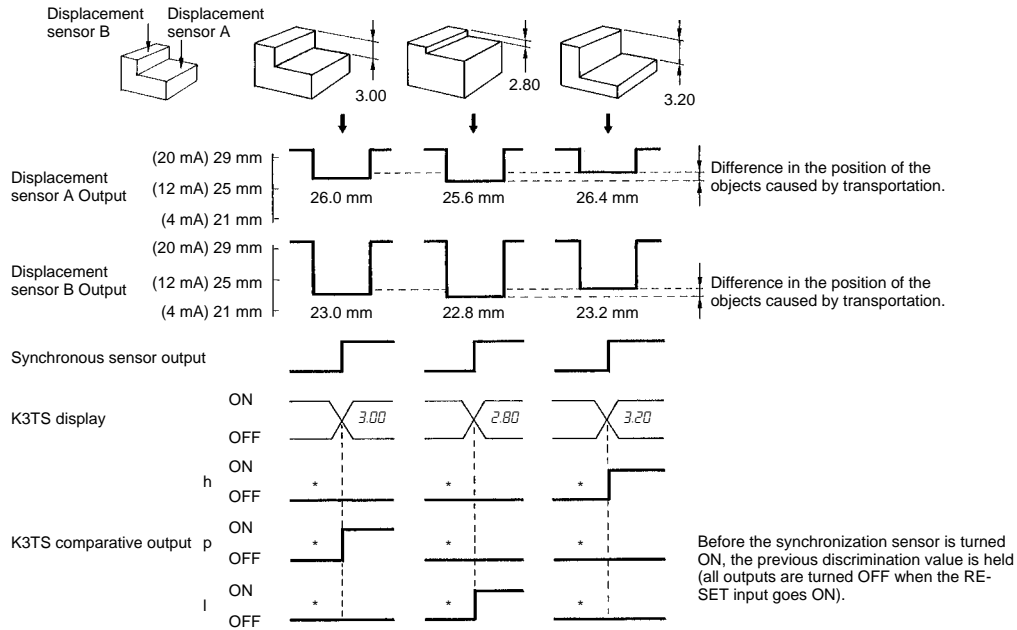 Displacement
sensor B
Displacement
sensor A
3.00
2.80
3.20
Displacement
sensor A Output
(20 mA) 29 mm
(12 mA) 25 mm
(4 mA) 21 mm
26.0 mm
25.6 mm
26.4 mm
Difference in the position of the
objects caused by transportation.
Displacement
sensor B Output
(20 mA) 29 mm
(12 mA) 25 mm
(4 mA) 21 mm
23.0 mm
22.8 mm
23.2 mm
Difference in the position of the
objects caused by transportation.
Synchronous sensor output
K3TS display
ON
OFF
3.00
2.80
3.20
h
ON
OFF
*
*
*
K3TS comparative output
p
ON
OFF
*
*
*
l
ON
OFF
*
*
*
Before the synchronization sensor is turned
ON, the previous discrimination value is held
(all outputs are turned OFF when the RE-
SET input goes ON).